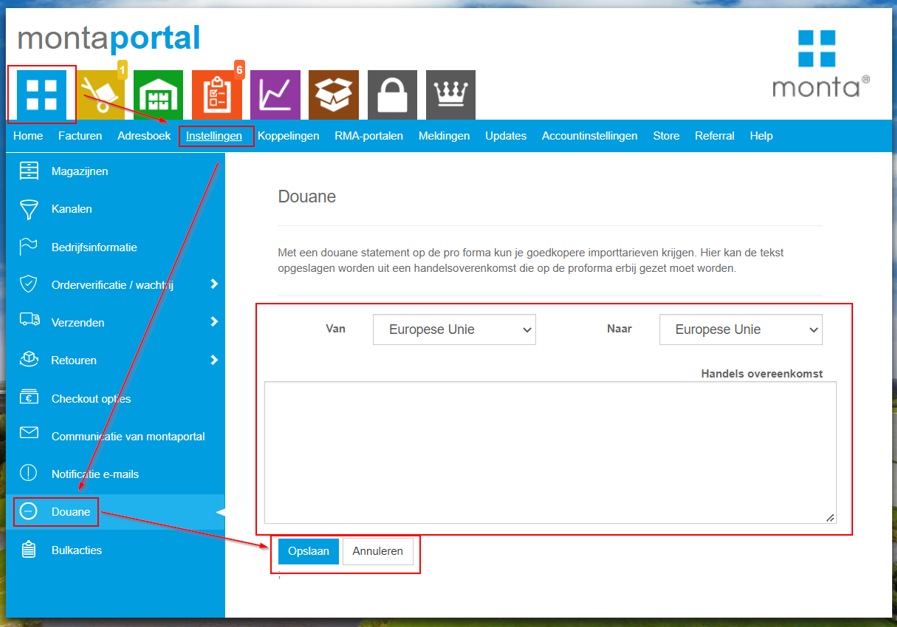 montaportal
1
6
monta®
Home Facturen Adresboek Instellingen Koppelingen RMA-portalen Meldingen Updates Accountinstellingen Store Referral Help
Magazijnen
Kanalen
Bedrijfsinformatie
Orderverificatie / wachtrij
Verzenden
Retouren
Checkout opties
Communicatie van montaportal
Notificatie e-mails
Douane
Bulkacties
Douane
Met een douane statement op de pro forma kun je goedkopere importtarieven krijgen. Hier kan de tekst
opgeslagen worden uit een handelsoverenkomst die op de proforma erbij gezet moet worden.
Van Europese Unie Naar Europese Unie
Handels overeenkomst
Opslaan Annuleren